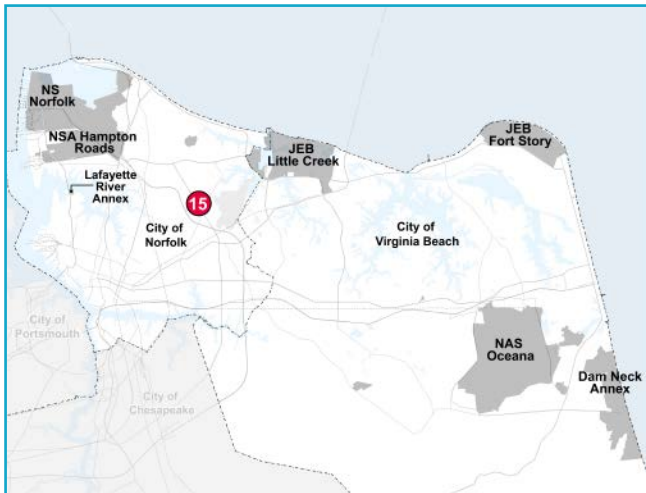 NS
Norfolk
NSA Hampton
Roads
JEB
Little Creek
JEB
Fort Story
Lafayette
River
Annex
15
City of
Norfolk
City of
Virginia Beach
City of
Portsmouth
NAS
Oceana
Dam Neck
Annex
City of
Chesapeake